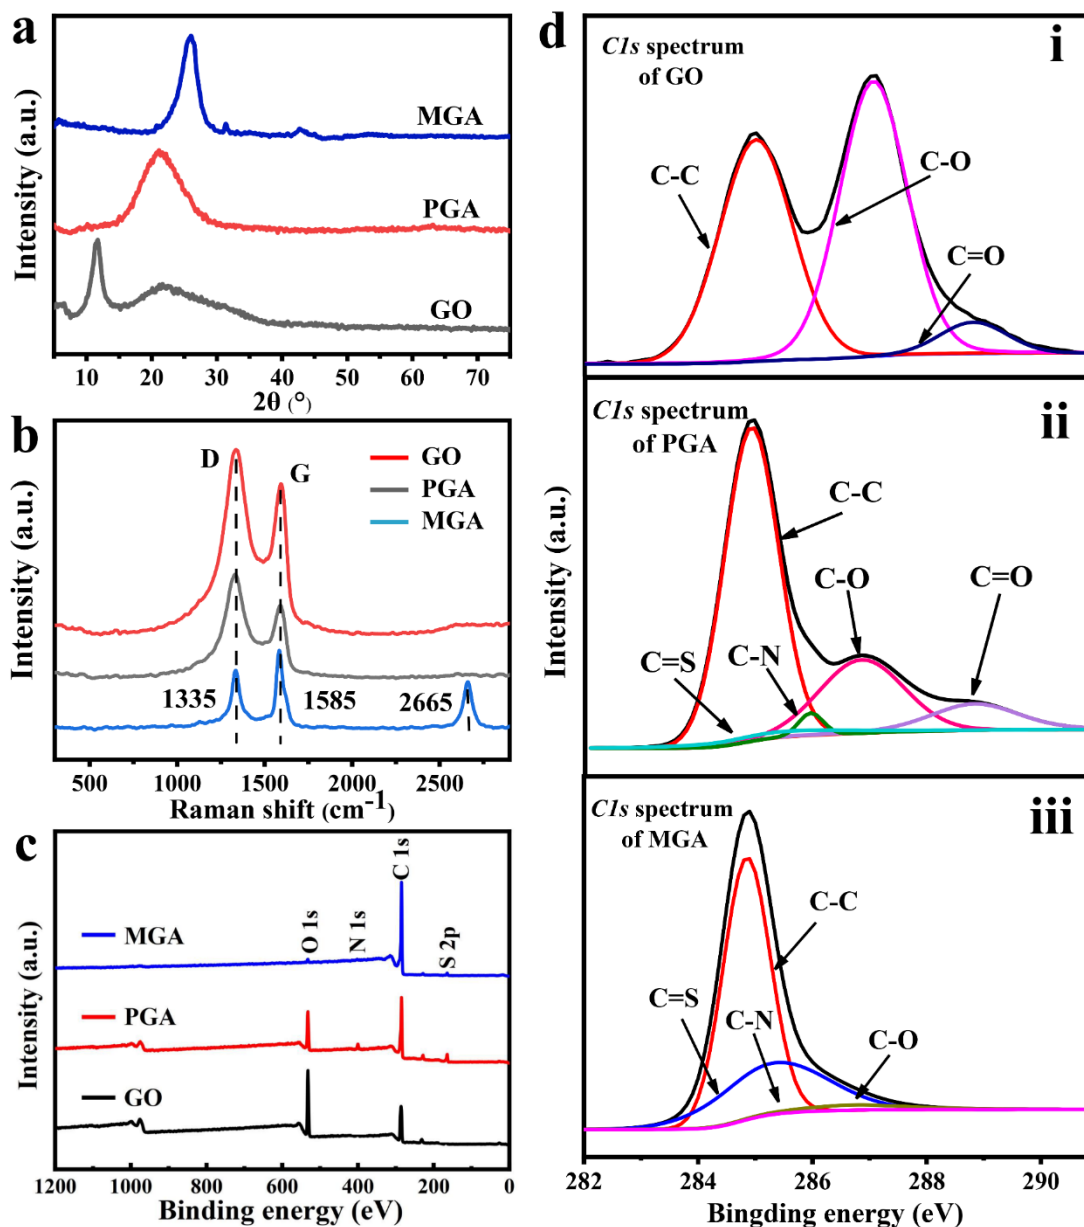 a
MGA
PGA
GO
Intensity (a.u.)
10 20 30 40 50 60 70
2θ (°)
b
D
G
GO
PGA
MGA
1335
1585
2665
Intensity (a.u.)
500 1000 1500 2000 2500
Raman shift (cm-1)
c
MGA
PGA
GO
O 1s
N 1s
C 1s
S 2p
Intensity (a.u.)
1200 1000 800 600 400 200 0
Binding energy (eV)
d
i
C1s spectrum
of GO
C-C
C-O
C=O
ii
C1s spectrum
of PGA
C-C
C-O
C=O
C=S
C-N
Intensity (a.u.)
iii
C1s spectrum
of MGA
C-C
C=S
C-N
C-O
282 284 286 288 290
Bingding energy (eV)